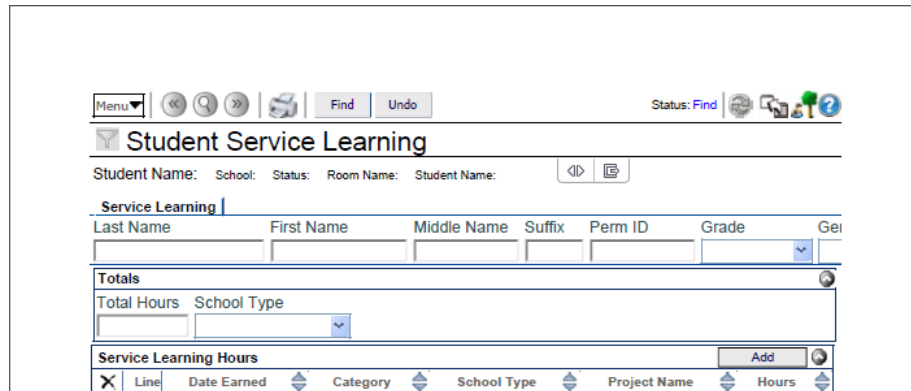 Menu Find Undo Status: Find
Student Service Learning
Student Name: School: Status: Room Name: Student Name:
Service Learning
Last Name First Name Middle Name Suffix Perm ID Grade Ge
Totals
Total Hours School Type
Service Learning Hours Add
X Line Date Earned Category School Type Project Name Hours